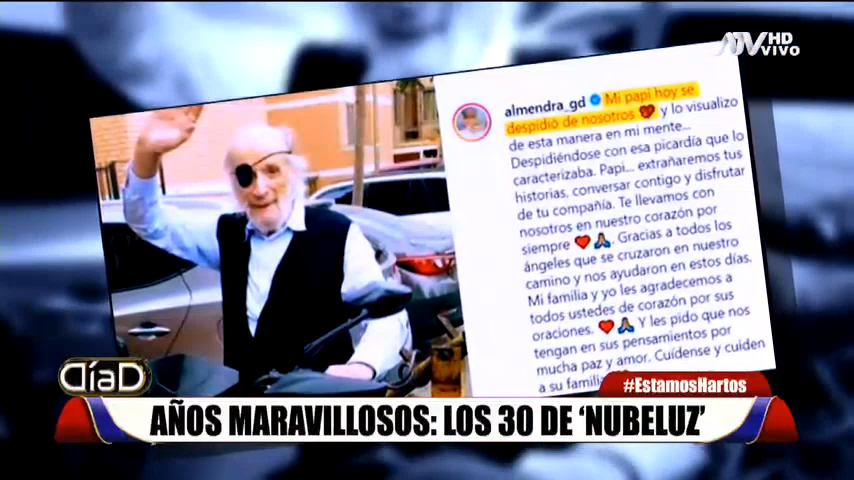 ATV HD
VIVO
almendra_gd Mi papi hoy se
despidió de nosotros y lo visualizo
de esta manera en mi mente...
Despidiéndose con esa picardía que lo
caracterizaba. Papi... extrañaremos tus
historias, conversar contigo y disfrutar
de tu compañía. Te llevamos con
nosotros en nuestro corazón por
siempre ❤️🙏. Gracias a todos los
ángeles que se cruzaron en nuestro
camino y nos ayudaron en estos días.
Mi familia y yo les agradecemos a
todos ustedes de corazón por sus
oraciones. ❤️🙏 Y les pido que nos
tengan en sus pensamientos por
mucha paz y amor. Cuídense y cuiden
a su familia
DíaD
#EstamosHartos
AÑOS MARAVILLOSOS: LOS 30 DE 'NUBELUZ'